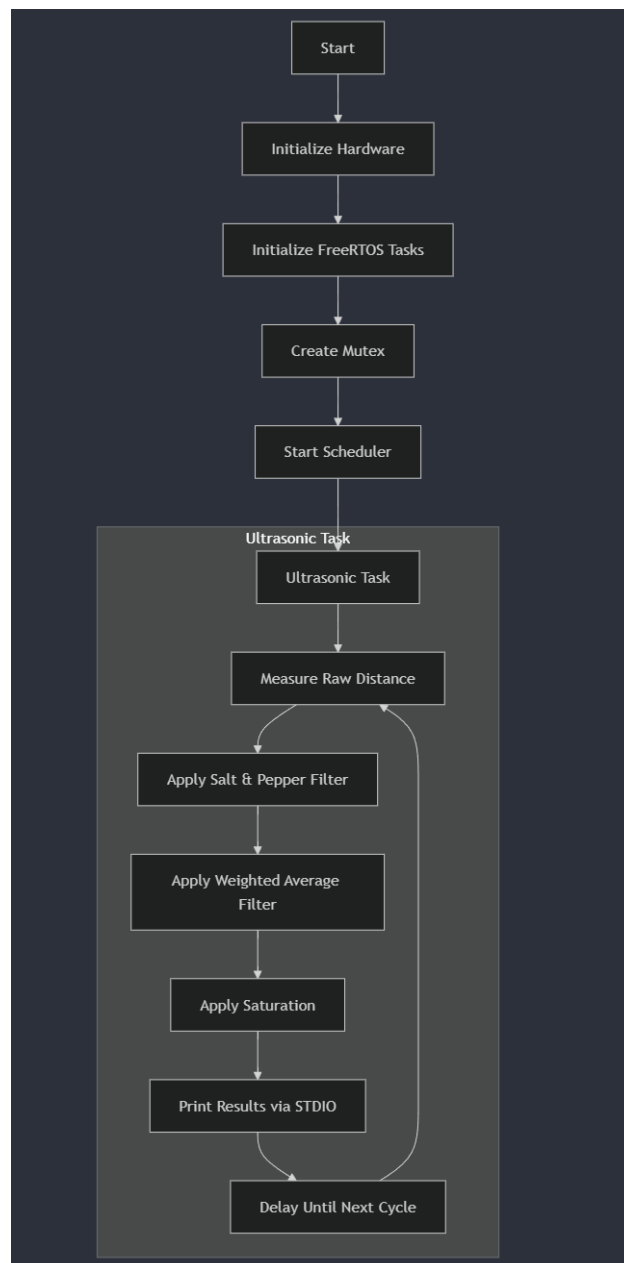 Start
Initialize Hardware
Initialize FreeRTOS Tasks
Create Mutex
Start Scheduler
Ultrasonic Task
Ultrasonic Task
Measure Raw Distance
Apply Salt & Pepper Filter
Apply Weighted Average
Filter
Apply Saturation
Print Results via STDIO
Delay Until Next Cycle